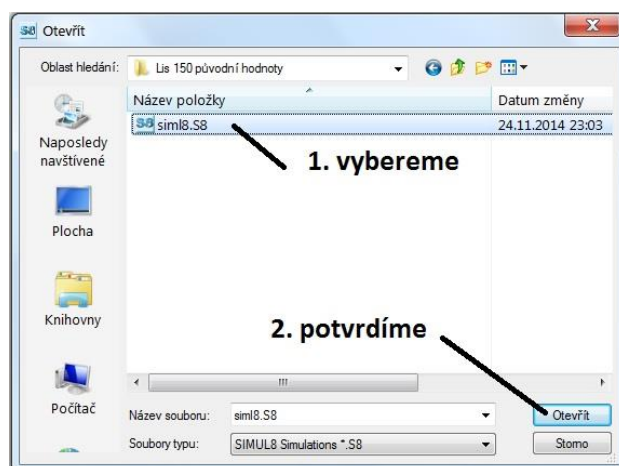 S8 Otevřít
Oblast hledání: Lis 150 původní hodnoty
Název položky Datum změny
S8 siml8.S8 24.11.2014 23:03
1. vybereme
Naposledy
navštívené
Plocha
Knihovny
2. potvrdíme
Počítač
Název souboru: siml8.S8 Otevřít
Soubory typu: SIMUL8 Simulations *.S8 Storno